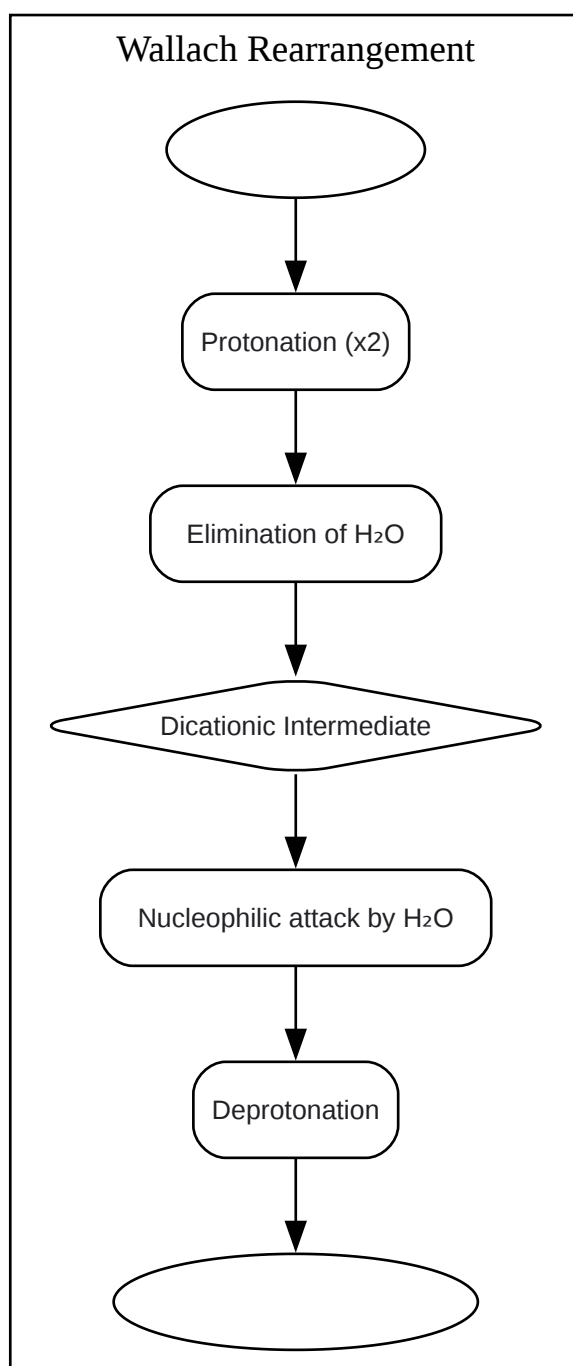 Wallach Rearrangement
Protonation (x2)
Elimination of H₂O
Dicationic Intermediate
Nucleophilic attack by H₂O
Deprotonation